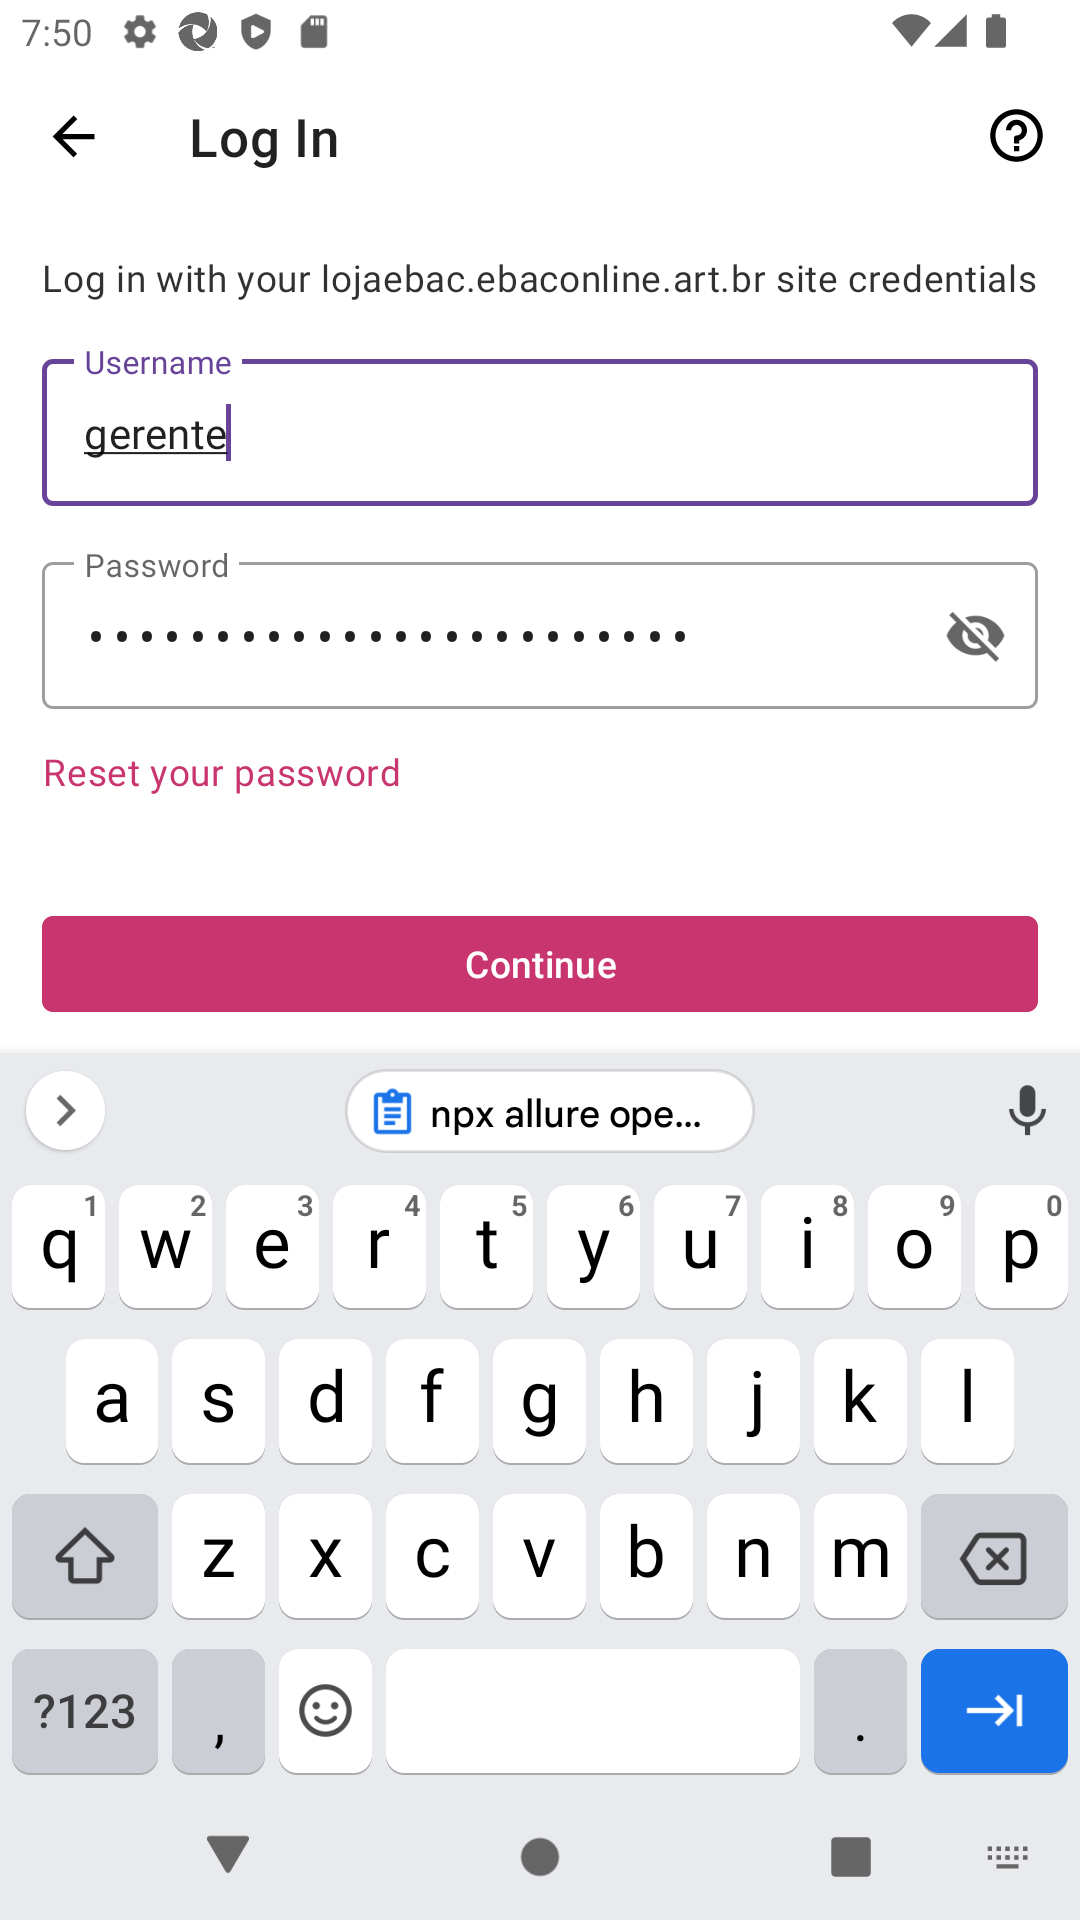 7:50
Log In
Log in with your lojaebac.ebaconline.art.br site credentials
Username
gerente
Password
••••••••••••••••••••••••
Reset your password
Continue
npx allure ope...
1 2 3 4 5 6 7 8 9 0
q w e r t y u i o p
a s d f g h j k l
z x c v b n m
?123 , .